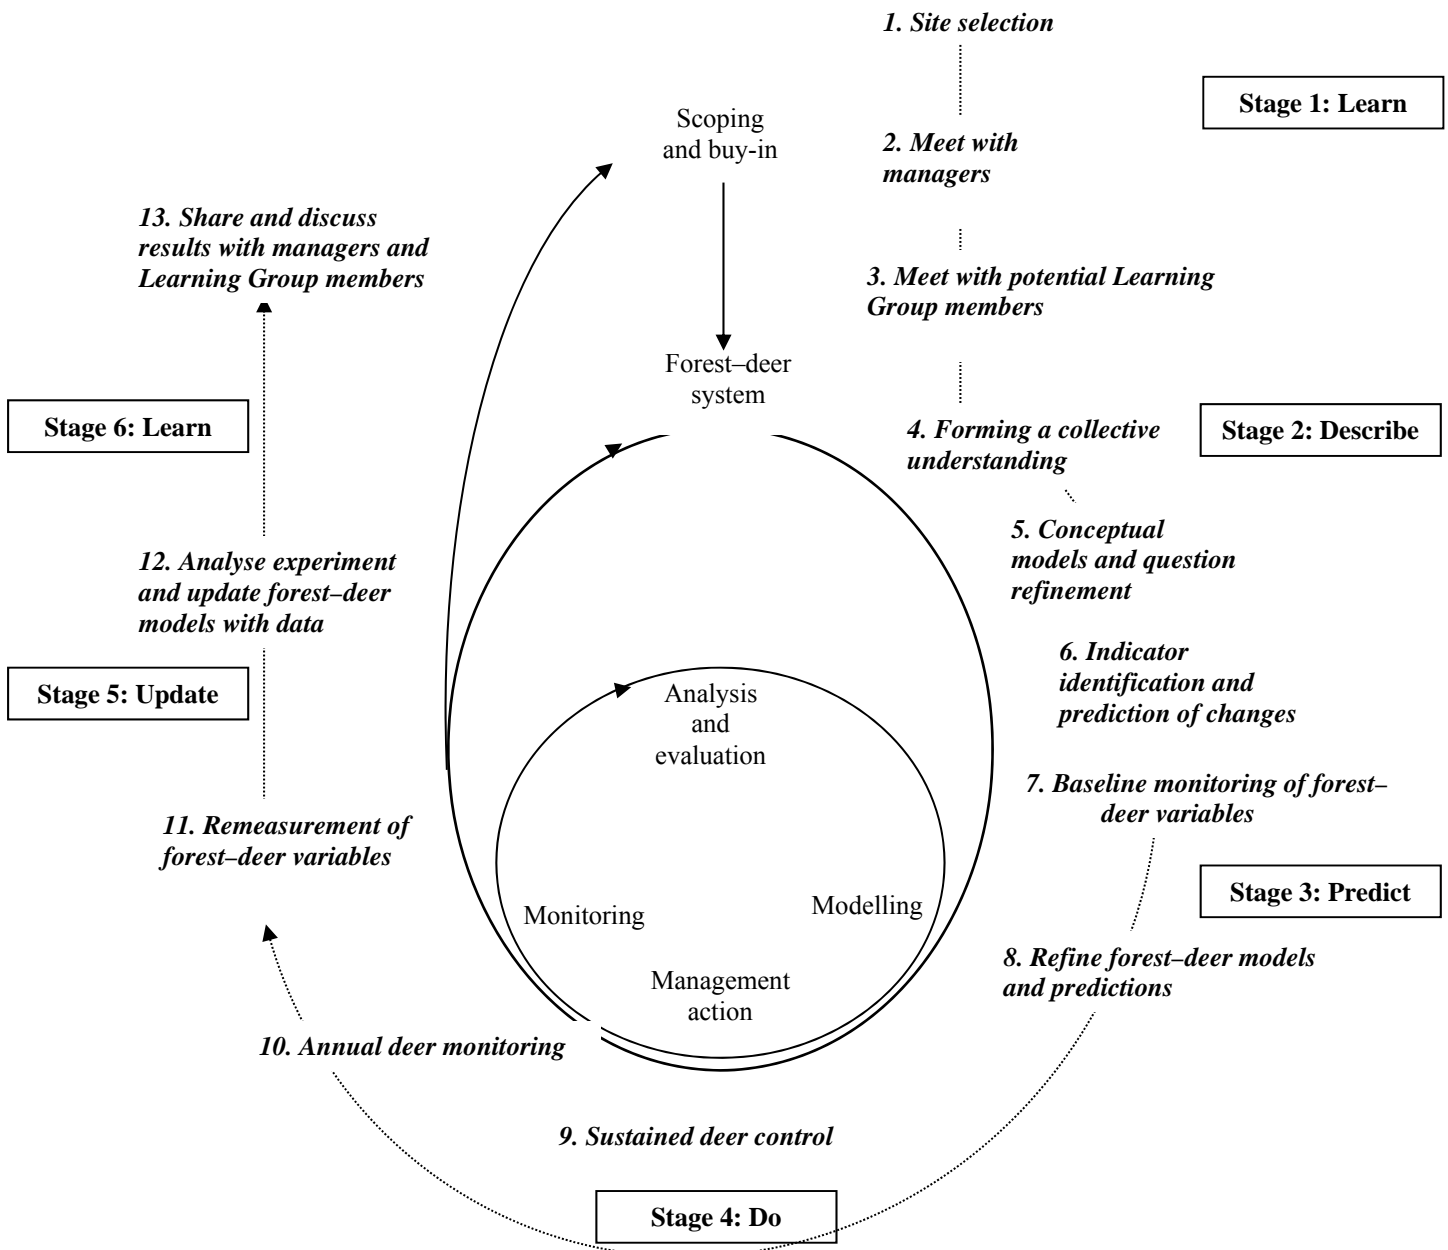 1. Site selection
Stage 1: Learn
Scoping
and buy-in
2. Meet with
managers
13. Share and discuss
results with managers and
Learning Group members
3. Meet with potential Learning
Group members
Forest–deer
system
Stage 6: Learn
4. Forming a collective
understanding
Stage 2: Describe
5. Conceptual
models and question
refinement
12. Analyse experiment
and update forest–deer
models with data
6. Indicator
identification and
prediction of changes
Stage 5: Update
Analysis
and
evaluation
7. Baseline monitoring of forest–
deer variables
11. Remeasurement of
forest–deer variables
Stage 3: Predict
Monitoring
Modelling
8. Refine forest–deer models
and predictions
Management
action
10. Annual deer monitoring
9. Sustained deer control
Stage 4: Do